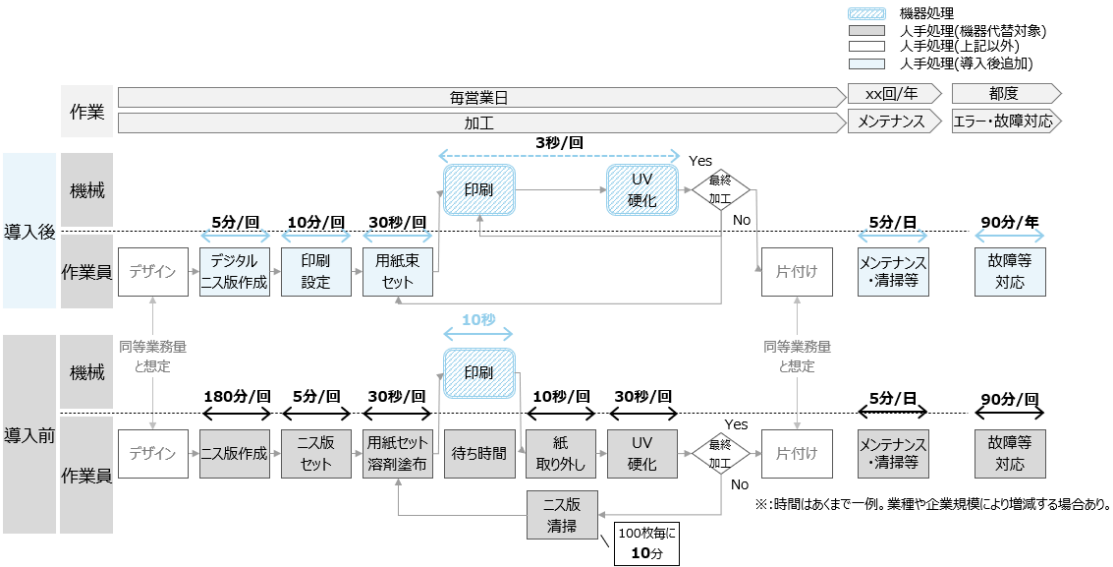 機器処理
人手処理(機器代替対象)
人手処理(上記以外)
人手処理(導入後追加)
作業
毎営業日
xx回/年
都度
加工
メンテナンス
エラー・故障対応
導入後
機械
3秒/回
印刷
UV
硬化
Yes
最終
加工
No
作業員
デザイン
5分/回
デジタル
ニス版作成
10分/回
印刷
設定
30秒/回
用紙束
セット
片付け
5分/日
メンテナンス
・清掃等
90分/年
故障等
対応
同等業務量
と想定
同等業務量
と想定
導入前
機械
10秒
印刷
作業員
デザイン
180分/回
ニス版作成
5分/回
ニス版
セット
30秒/回
用紙セット
溶剤塗布
待ち時間
10秒/回
紙
取り外し
30秒/回
UV
硬化
Yes
最終
加工
No
片付け
5分/日
メンテナンス
・清掃等
90分/回
故障等
対応
ニス版
清掃
100枚毎に
10分
※:時間はあくまで一例。業種や企業規模により増減する場合あり。